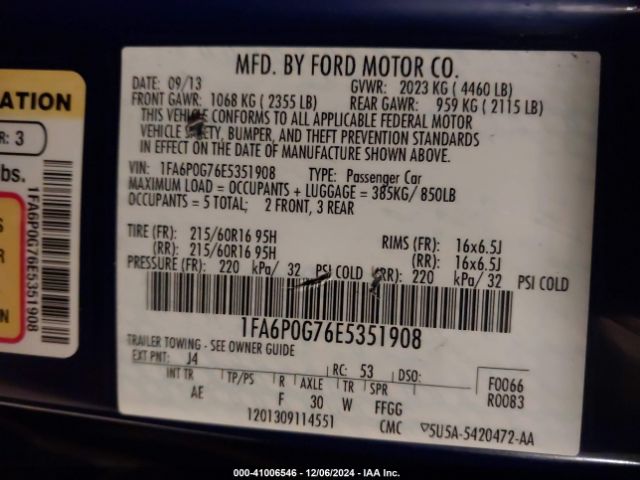 ATION
R: 3
bs.
1FA6P0G76E5351908
MFD. BY FORD MOTOR CO.
DATE: 09/13 GVWR: 2023 KG ( 4460 LB)
FRONT GAWR: 1068 KG ( 2355 LB) REAR GAWR: 959 KG ( 2115 LB)
THIS VEHICLE CONFORMS TO ALL APPLICABLE FEDERAL MOTOR
VEHICLE SAFETY, BUMPER, AND THEFT PREVENTION STANDARDS
IN EFFECT ON THE DATE OF MANUFACTURE SHOWN ABOVE.
VIN: 1FA6P0G76E5351908 TYPE: Passenger Car
MAXIMUM LOAD = OCCUPANTS + LUGGAGE = 385KG/ 850LB
OCCUPANTS = 5 TOTAL; 2 FRONT, 3 REAR
TIRE (FR): 215/60R16 95H RIMS (FR): 16x6.5J
(RR): 215/60R16 95H (RR): 16x6.5J
PRESSURE (FR): 220 kPa/ 32 PSI COLD (RR): 220 kPa/ 32 PSI COLD
1FA6P0G76E5351908
TRAILER TOWING - SEE OWNER GUIDE
EXT PNT: J4 RC: 53 DSO: F0066
R0083
INT TR TP/PS R AXLE TR SPR
AE F 30 W FFGG
1201309114551 CMC ▽5U5A-5420472-AA
000-41006546 - 12/06/2024 - IAA Inc.